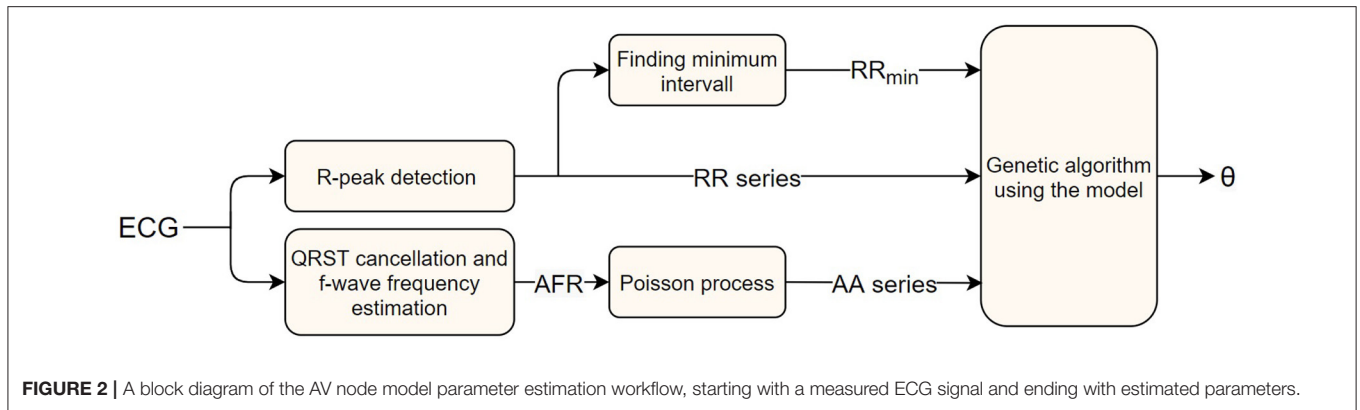 Finding minimum
intervall
RRmin
R-peak detection
RR series
Genetic algorithm
using the model
θ
ECG
QRST cancellation and
f-wave frequency
estimation
AFR
Poisson process
AA series
FIGURE 2 | A block diagram of the AV node model parameter estimation workflow, starting with a measured ECG signal and ending with estimated parameters.